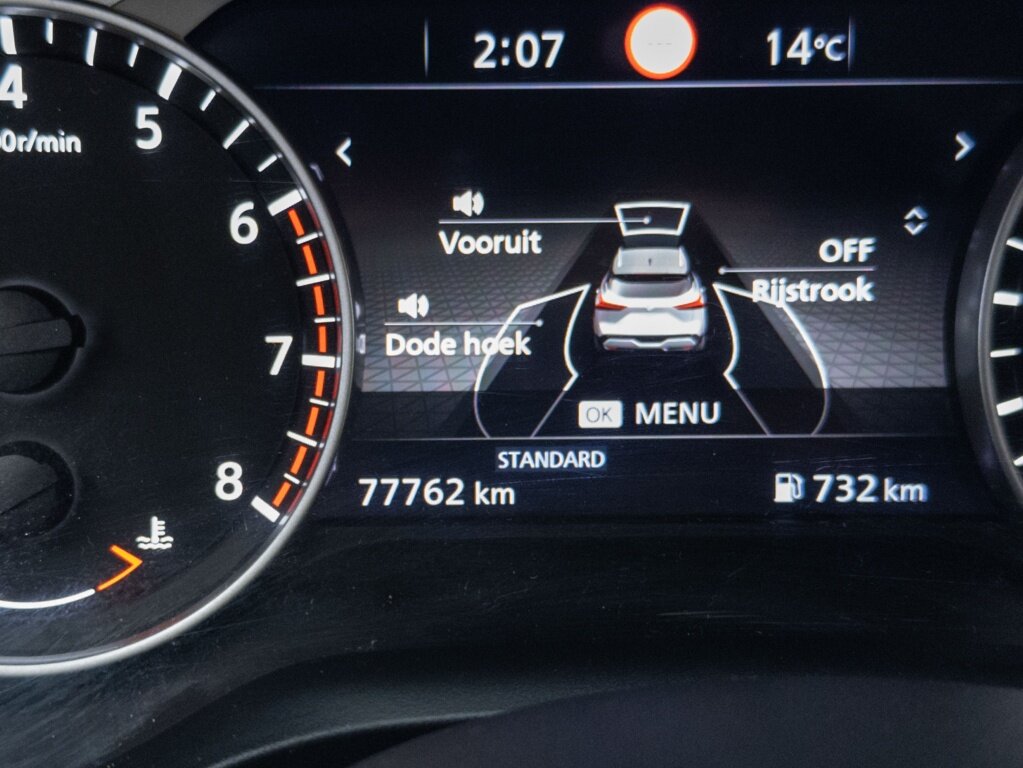 2:07
14°C
4
5
0r/min
6
7
8
Vooruit
OFF
Rijstrook
Dode hoek
OK MENU
STANDARD
77762 km
732 km